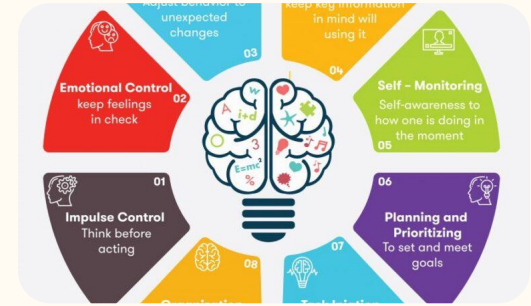 Adjust behavior to
unexpected
changes
03
keep key information
in mind will
using it
04
Emotional Control
keep feelings
in check
02
Self - Monitoring
Self-awareness to
how one is doing in
the moment
05
01
Impulse Control
Think before
acting
06
Planning and
Prioritizing
To set and meet
goals
08
07
w
A
i+d
3
E=mc²
%